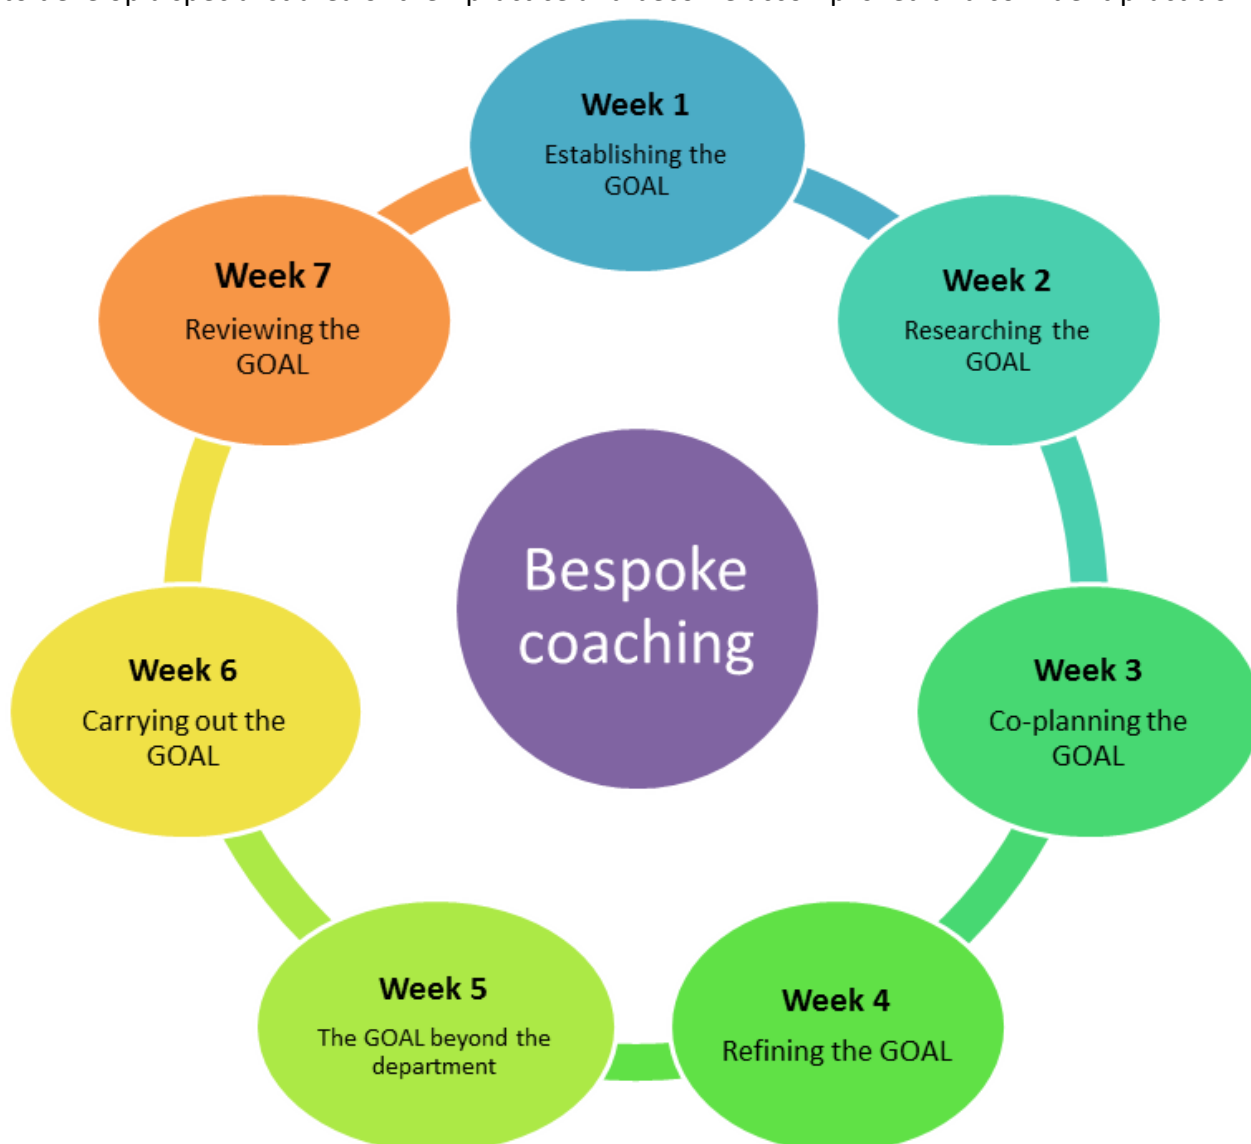 Week 1
Establishing the
GOAL
Week 2
Researching the
GOAL
Week 3
Co-planning the
GOAL
Week 4
Refining the GOAL
Week 5
The GOAL beyond the
department
Week 6
Carrying out the
GOAL
Week 7
Reviewing the
GOAL
Bespoke
coaching